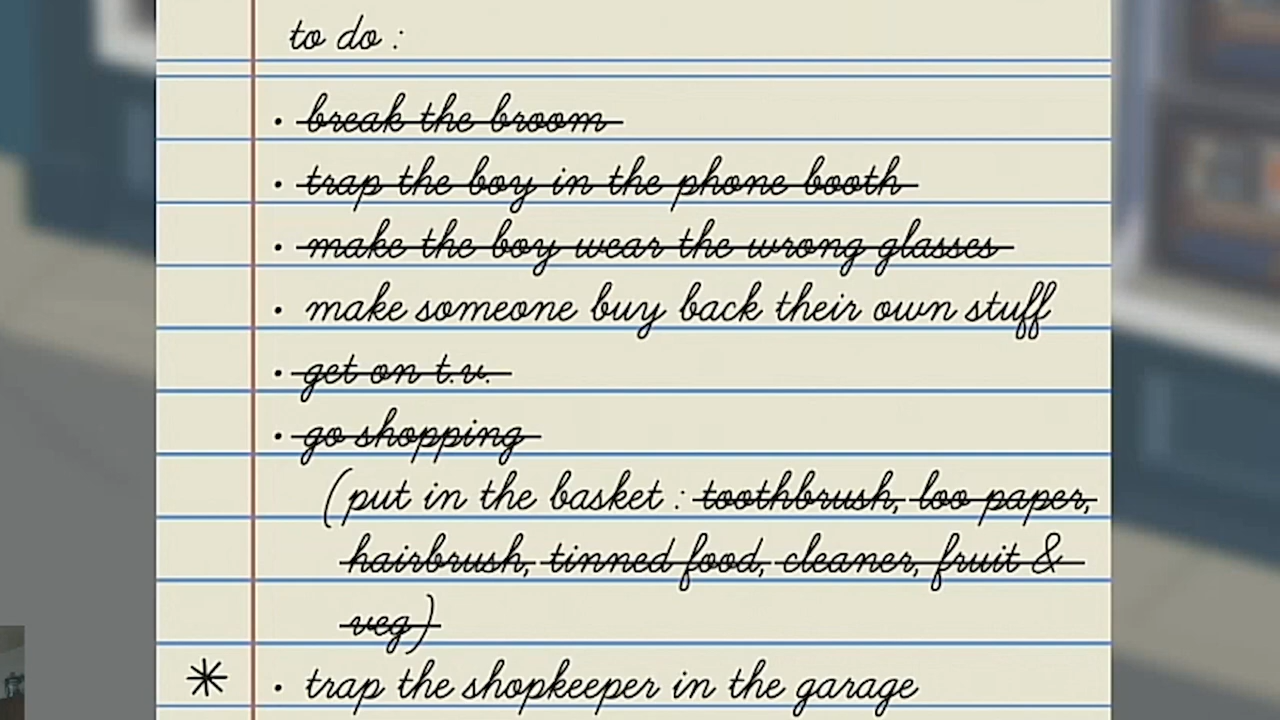 to do :
• break the broom
• trap the boy in the phone booth
• make the boy wear the wrong glasses
• make someone buy back their own stuff
• get on t.v.
• go shopping
(put in the basket : toothbrush, loo paper,
hairbrush, tinned food, cleaner, fruit &
veg)
* • trap the shopkeeper in the garage